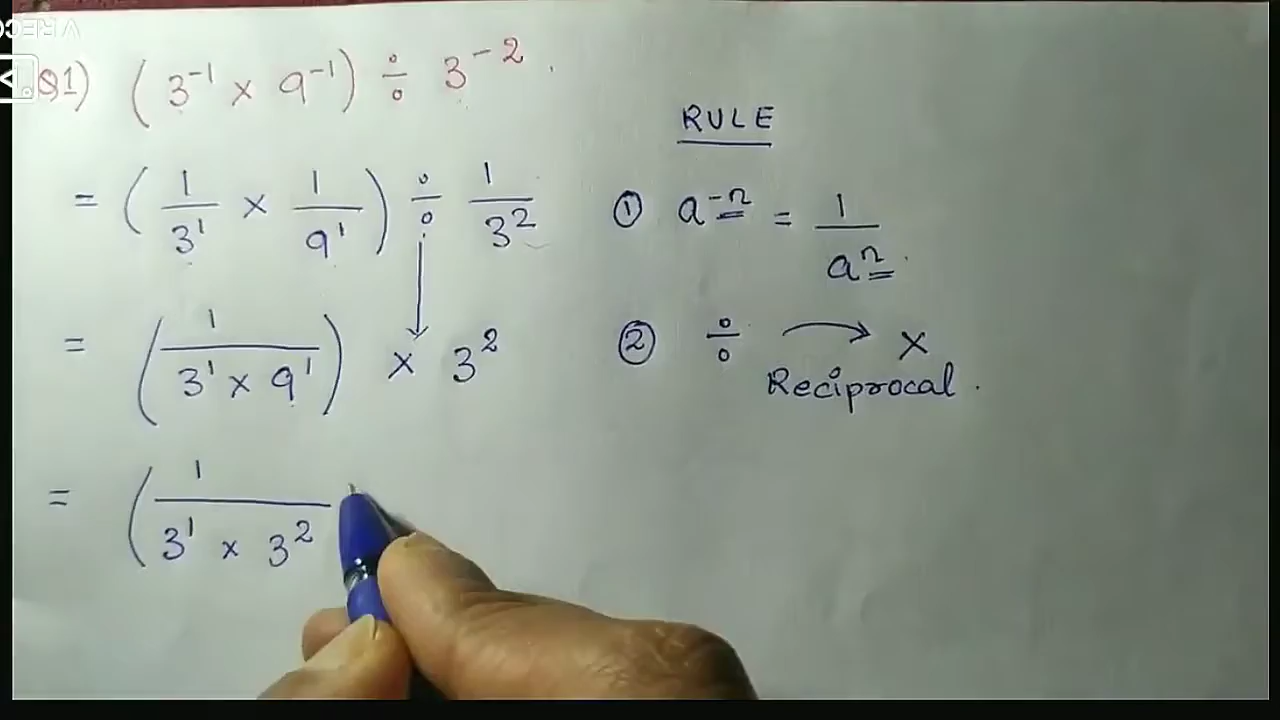 Q1) (3⁻¹ × 9⁻¹) ÷ 3⁻² .
= (1/3¹ × 1/9¹) ÷ 1/3²
= (1/(3¹ × 9¹)) × 3²
= (1/(3¹ × 3²)
RULE
① a⁻ⁿ = 1/aⁿ .
② ÷ → ×
Reciprocal .